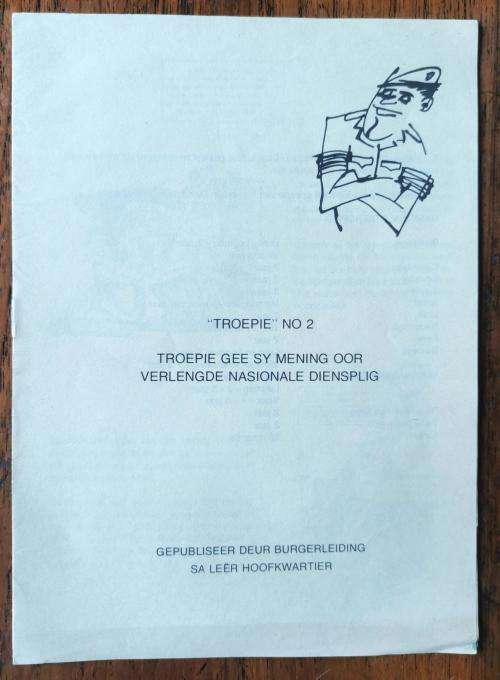 "TROEPIE" NO 2
TROEPIE GEE SY MENING OOR
VERLENGDE NASIONALE DIENSPLIG
GEPUBLISEER DEUR BURGERLEIDING
SA LEËR HOOFKWARTIER